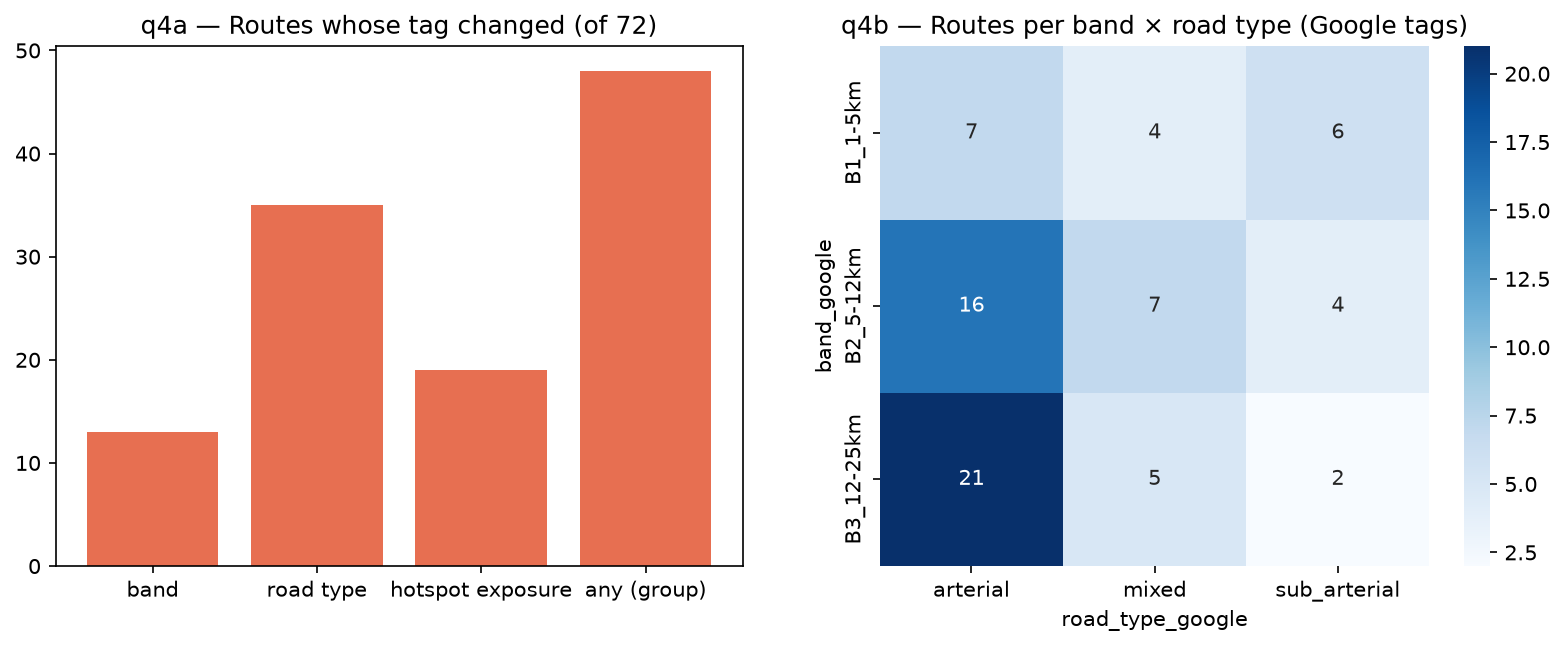 q4a — Routes whose tag changed (of 72)
50
40
30
20
10
0
band
road type
hotspot exposure
any (group)
q4b — Routes per band × road type (Google tags)
band_google
B1_1-5km
7
4
6
B2_5-12km
16
7
4
B3_12-25km
21
5
2
arterial
mixed
sub_arterial
road_type_google
20.0
17.5
15.0
12.5
10.0
7.5
5.0
2.5